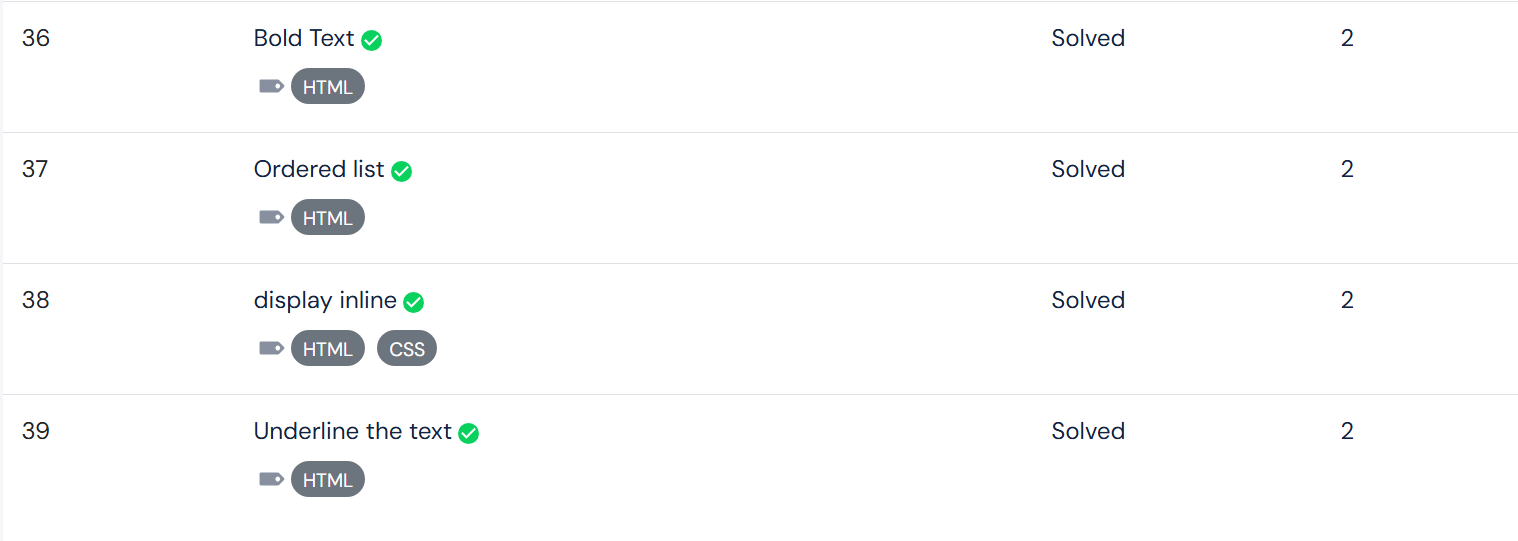 36 Bold Text Solved 2
HTML
37 Ordered list Solved 2
HTML
38 display inline Solved 2
HTML CSS
39 Underline the text Solved 2
HTML